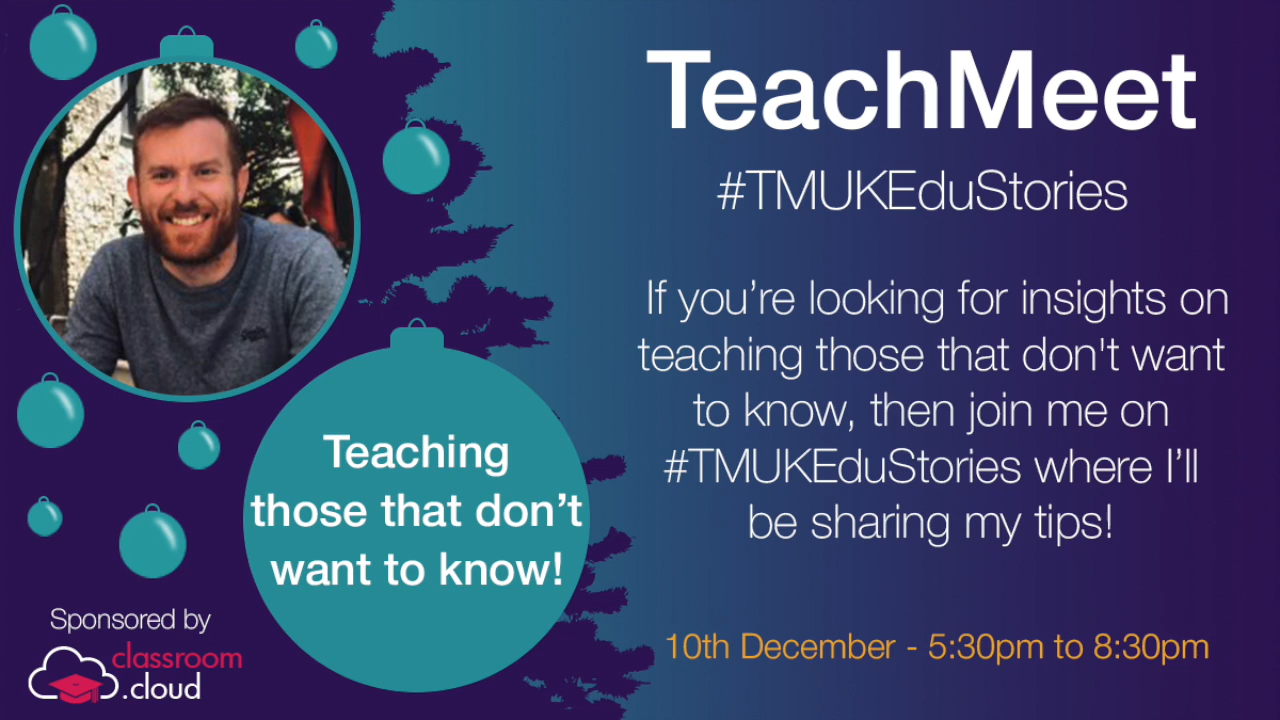 TeachMeet
#TMUKEduStories
If you’re looking for insights on
teaching those that don't want
to know, then join me on
#TMUKEduStories where I’ll
be sharing my tips!
10th December - 5:30pm to 8:30pm
Teaching
those that don’t
want to know!
Sponsored by
classroom
.cloud